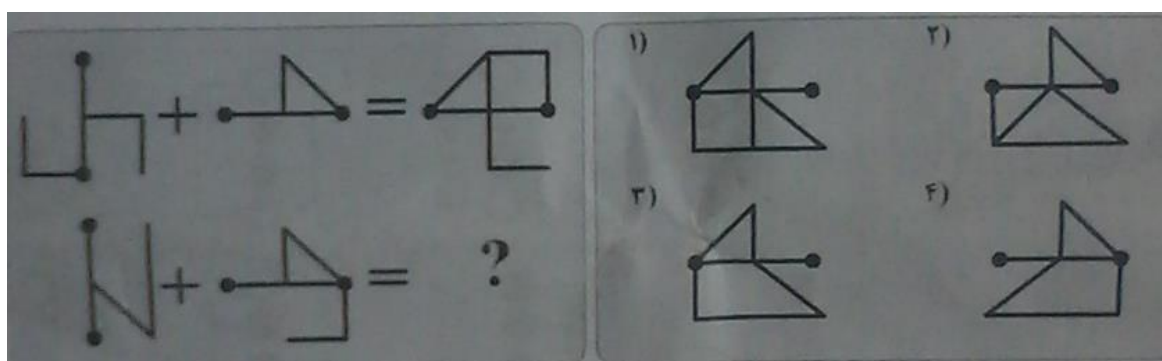 + =
+ = ?
۱) ۲)
۳) ۴)